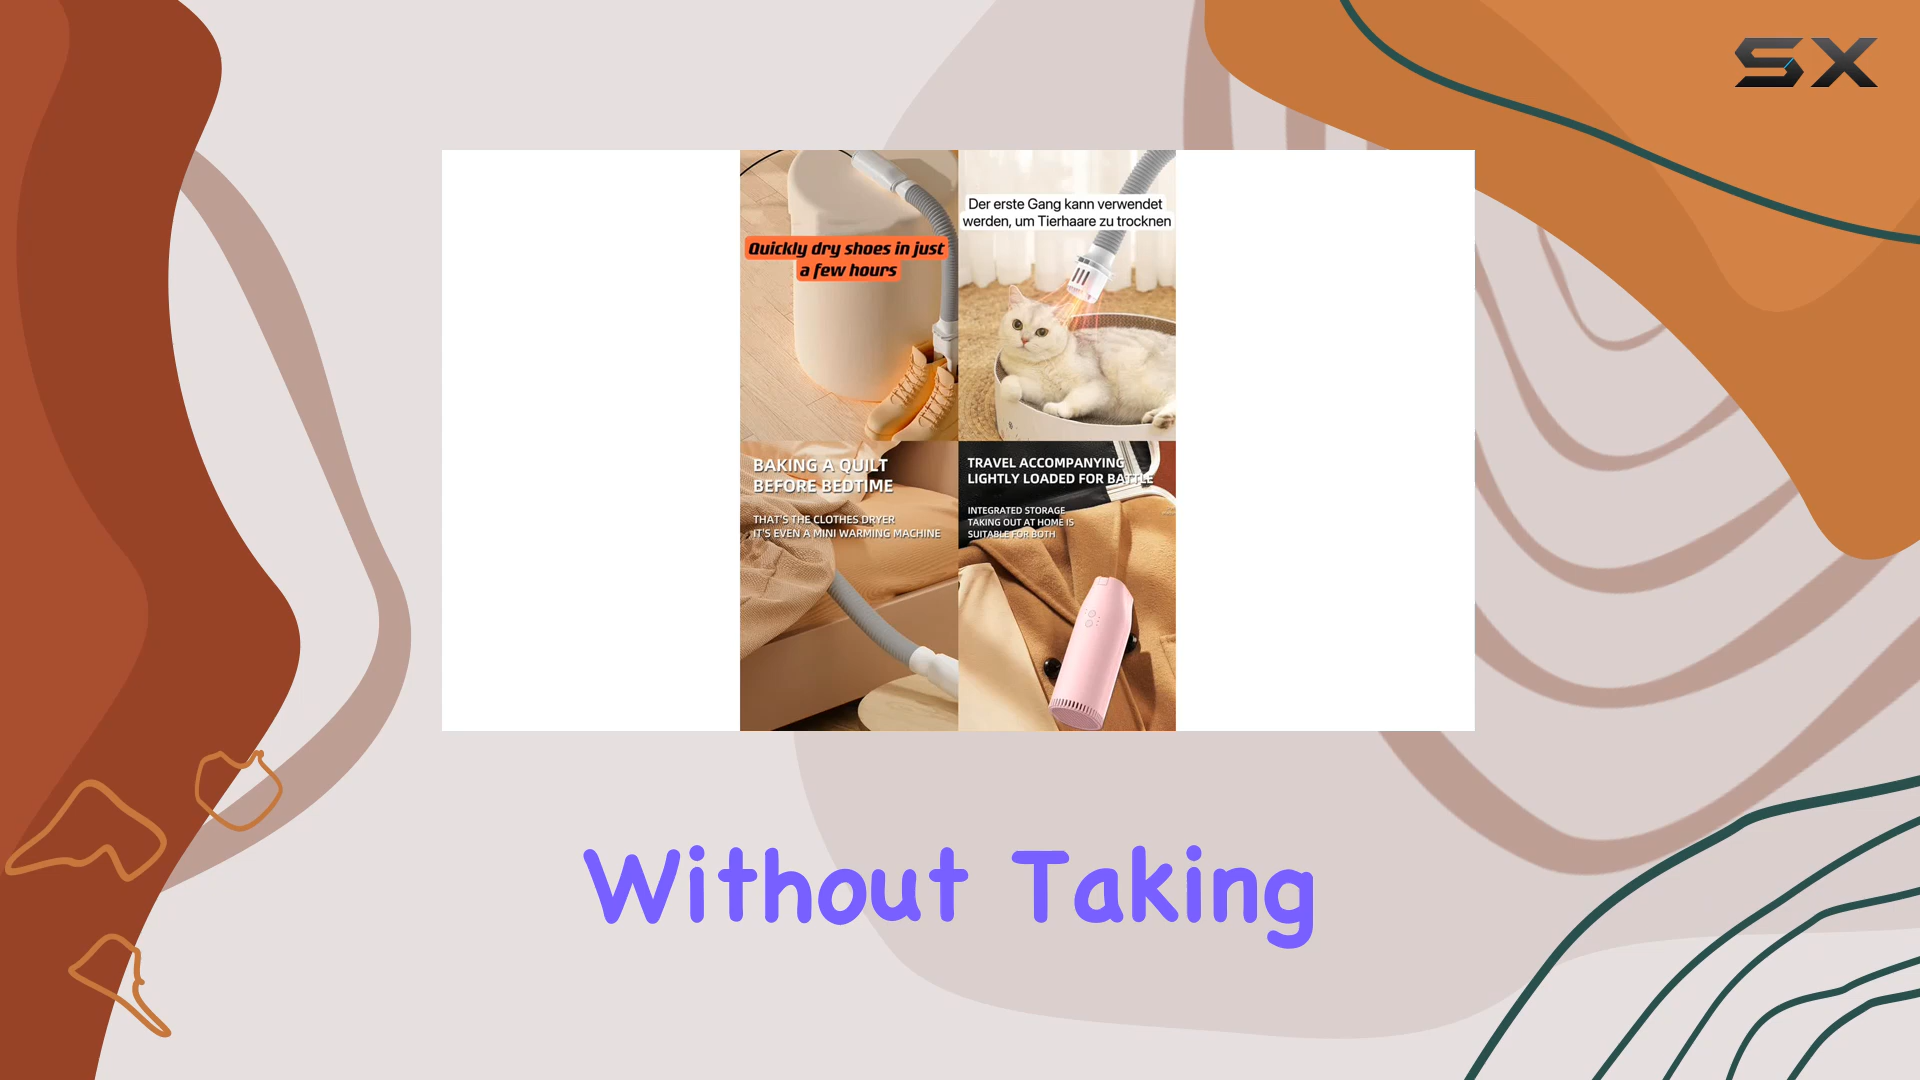 SX
Quickly dry shoes in just
a few hours
Der erste Gang kann verwendet
werden, um Tierhaare zu trocknen
BAKING A QUILT
BEFORE BEDTIME
THAT'S THE CLOTHES DRYER
IT'S EVEN A MINI WARMING MACHINE
TRAVEL ACCOMPANYING
LIGHTLY LOADED FOR BATTLE
INTEGRATED STORAGE
TAKING OUT AT HOME IS
SUITABLE FOR BOTH
Without Taking